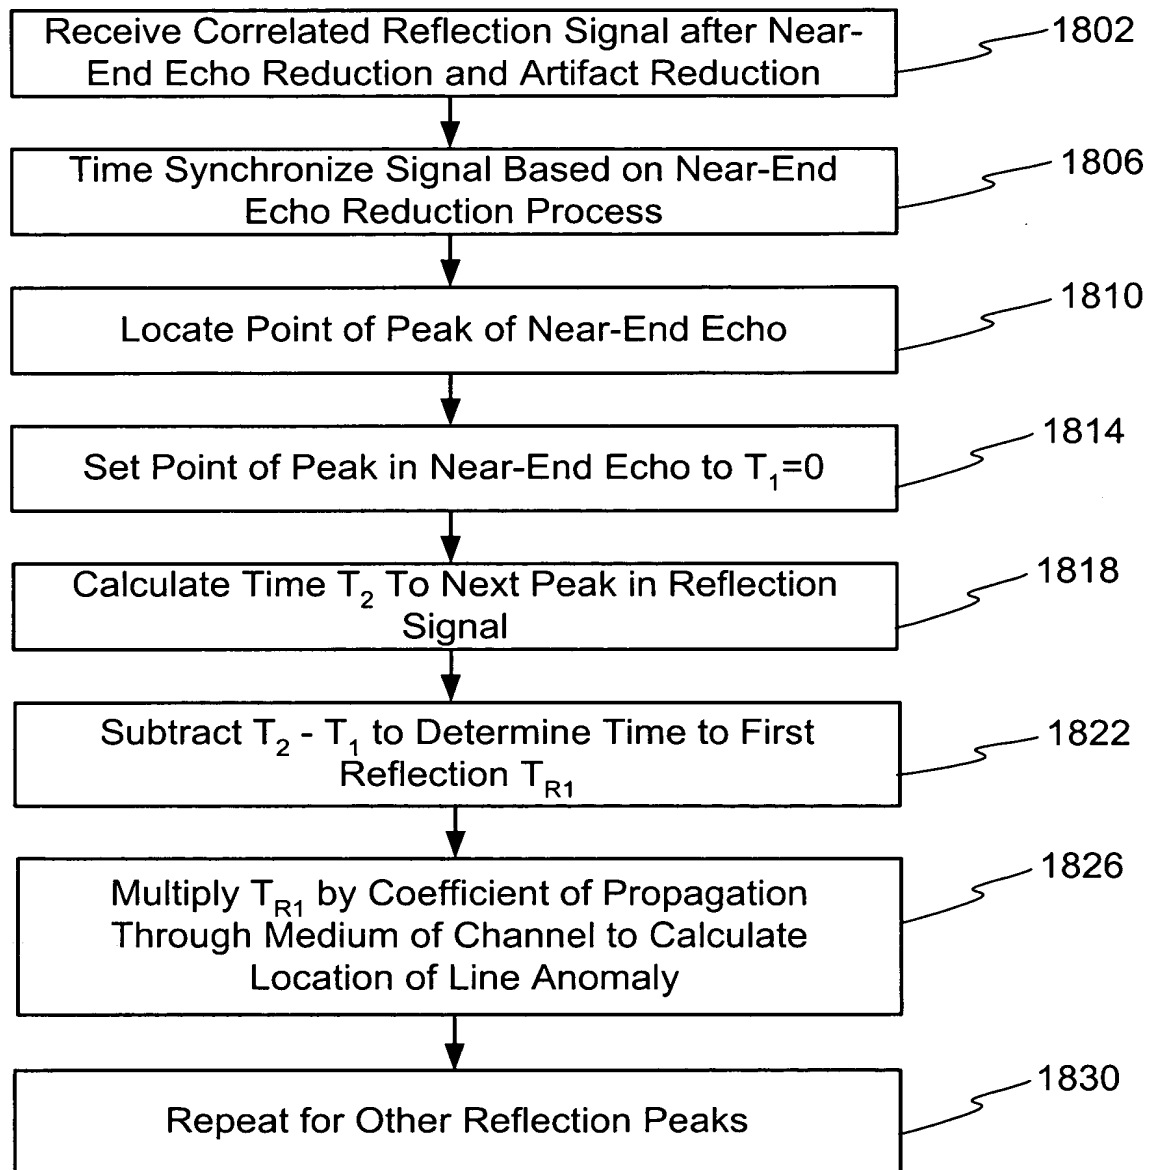 Receive Correlated Reflection Signal after Near-
End Echo Reduction and Artifact Reduction
1802
Time Synchronize Signal Based on Near-End
Echo Reduction Process
1806
Locate Point of Peak of Near-End Echo
1810
Set Point of Peak in Near-End Echo to T₁=0
1814
Calculate Time T₂ To Next Peak in Reflection
Signal
1818
Subtract T₂ - T₁ to Determine Time to First
Reflection T_R1
1822
Multiply T_R1 by Coefficient of Propagation
Through Medium of Channel to Calculate
Location of Line Anomaly
1826
Repeat for Other Reflection Peaks
1830